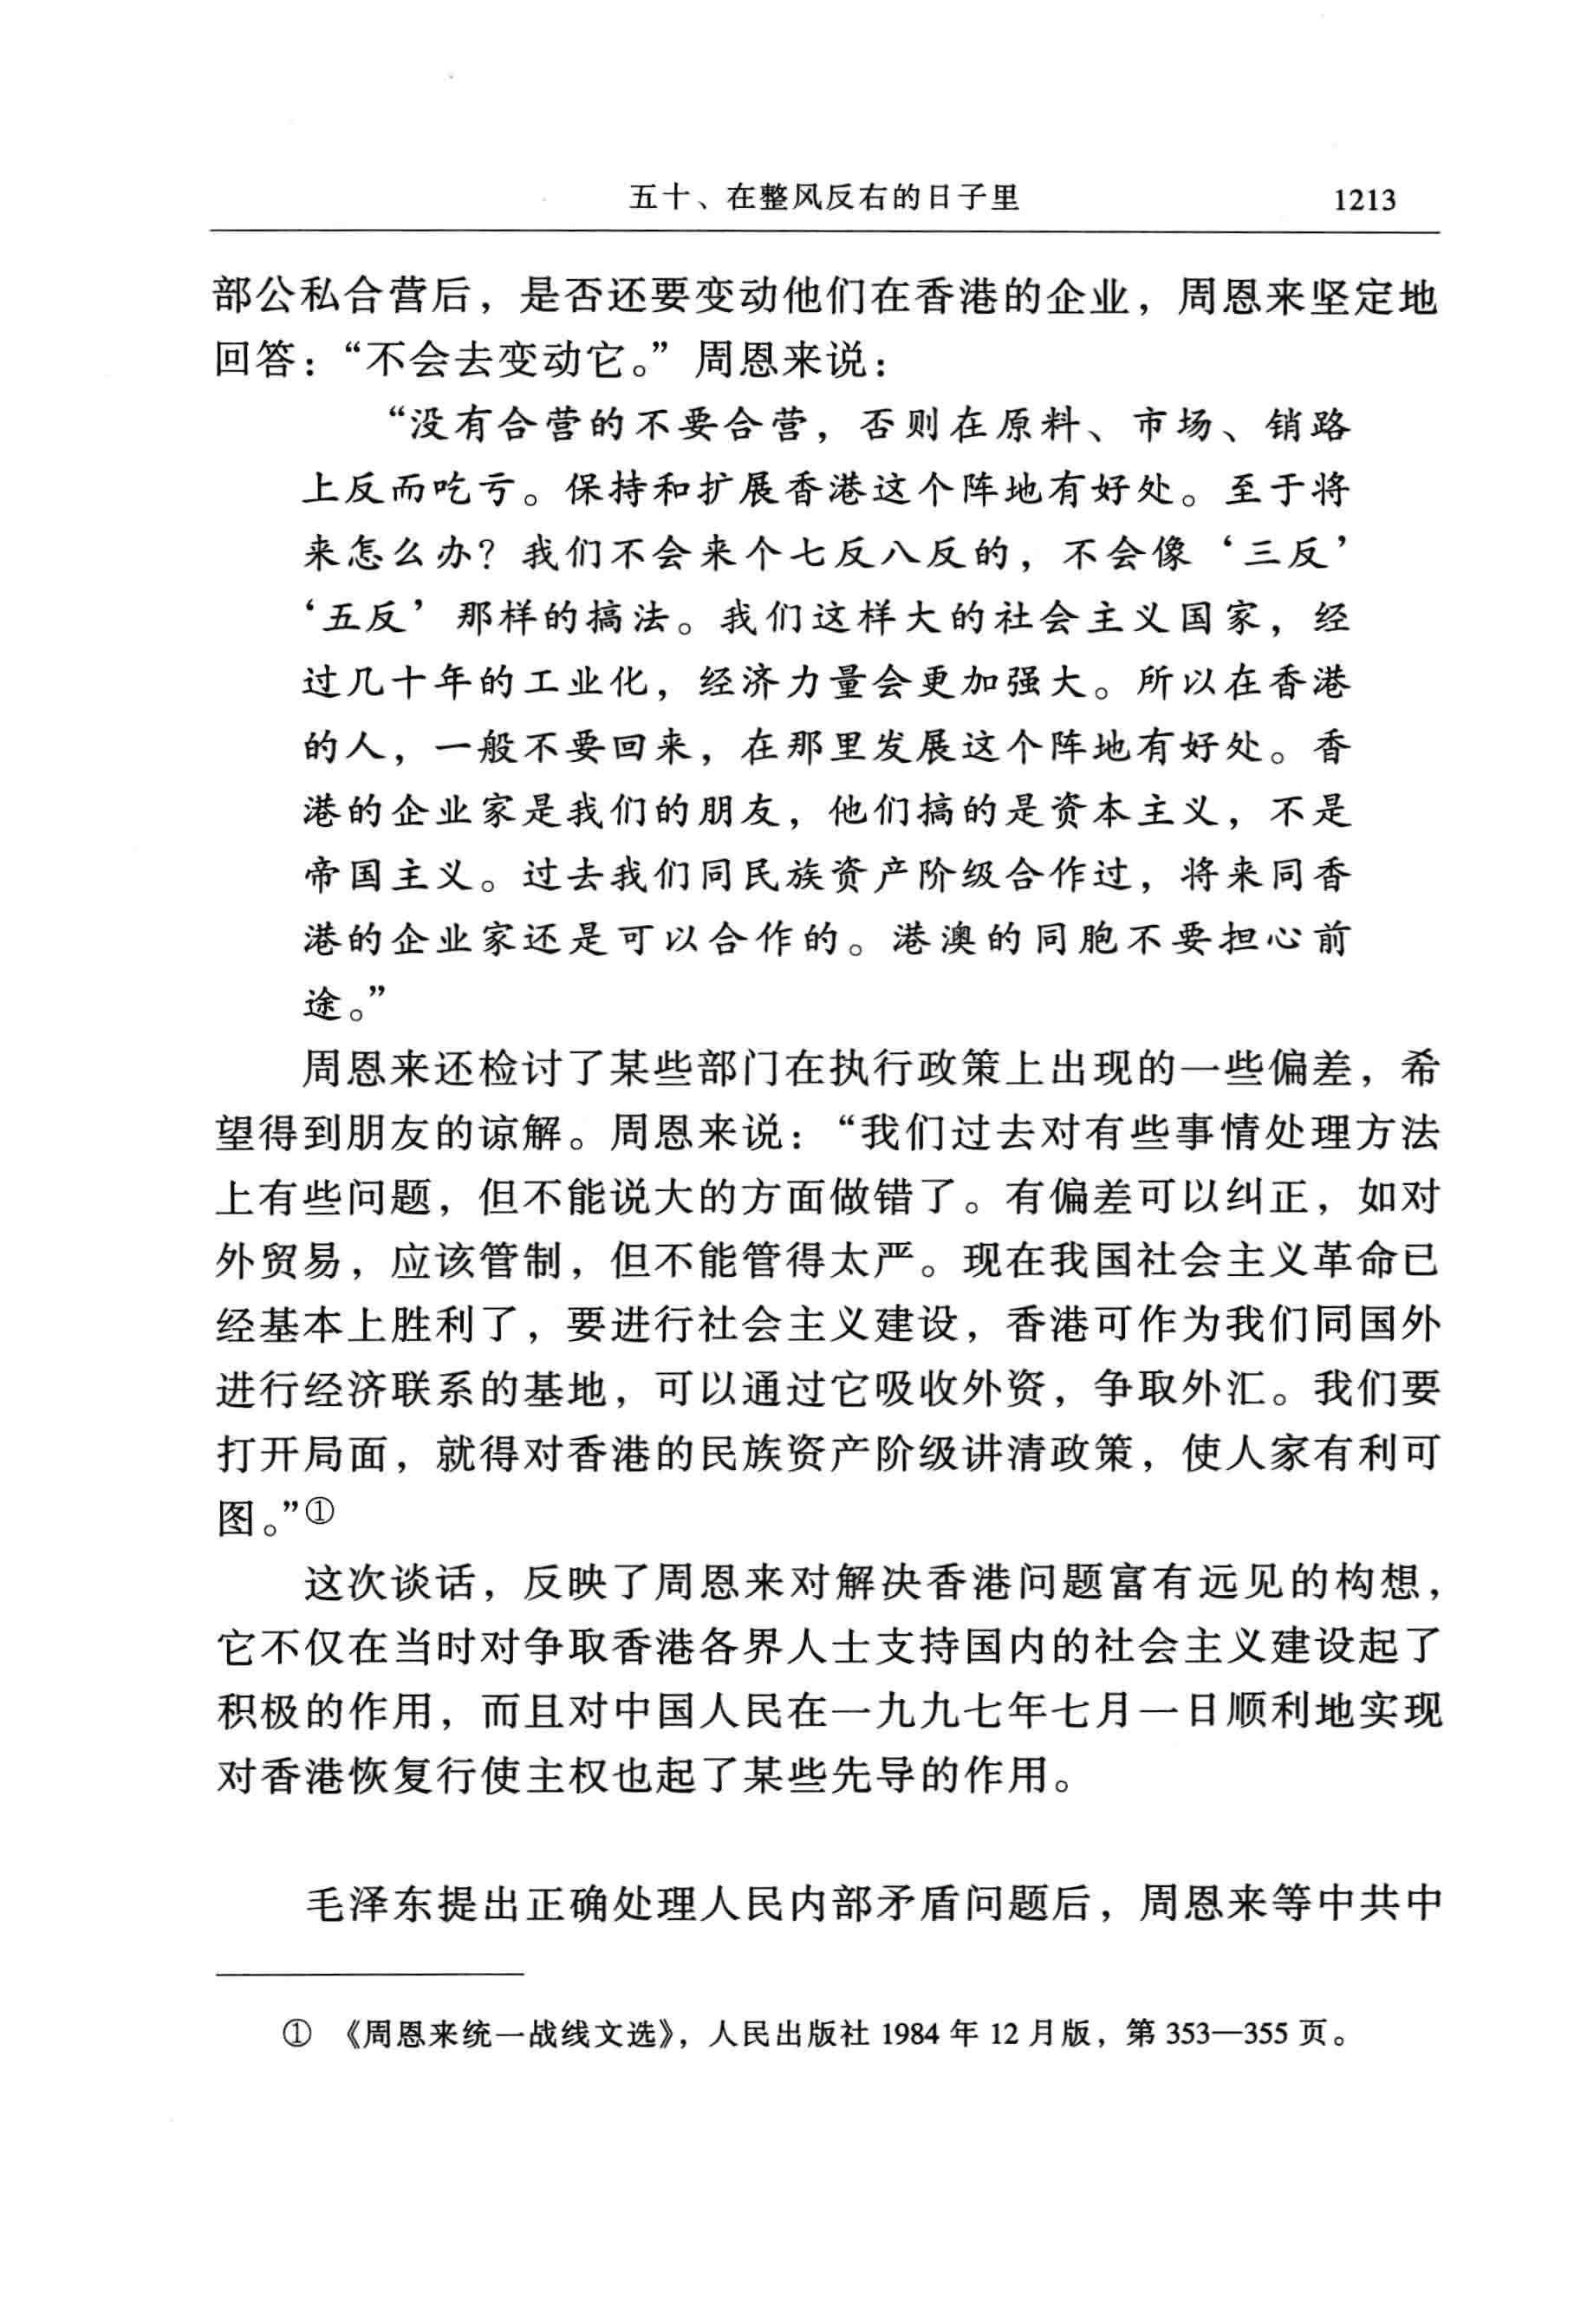 五十、在整风反右的日子里 1213
部公私合营后，是否还要变动他们在香港的企业，周恩来坚定地
回答：“不会去变动它。”周恩来说：
“没有合营的不要合营，否则在原料、市场、销路
上反而吃亏。保持和扩展香港这个阵地有好处。至于将
来怎么办？我们不会来个七反八反的，不会像‘三反’
‘五反’那样的搞法。我们这样大的社会主义国家，经
过几十年的工业化，经济力量会更加强大。所以在香港
的人，一般不要回来，在那里发展这个阵地有好处。香
港的企业家是我们的朋友，他们搞的是资本主义，不是
帝国主义。过去我们同民族资产阶级合作过，将来同香
港的企业家还是可以合作的。港澳的同胞不要担心前
途。”
周恩来还检讨了某些部门在执行政策上出现的一些偏差，希
望得到朋友的谅解。周恩来说：“我们过去对有些事情处理方法
上有些问题，但不能说大的方面做错了。有偏差可以纠正，如对
外贸易，应该管制，但不能管得太严。现在我国社会主义革命已
经基本上胜利了，要进行社会主义建设，香港可作为我们同国外
进行经济联系的基地，可以通过它吸收外资，争取外汇。我们要
打开局面，就得对香港的民族资产阶级讲清政策，使人家有利可
图。”①
这次谈话，反映了周恩来对解决香港问题富有远见的构想，
它不仅在当时对争取香港各界人士支持国内的社会主义建设起了
积极的作用，而且对中国人民在一九九七年七月一日顺利地实现
对香港恢复行使主权也起了某些先导的作用。
毛泽东提出正确处理人民内部矛盾问题后，周恩来等中共中
① 《周恩来统一战线文选》，人民出版社 1984 年 12 月版，第 353—355 页。